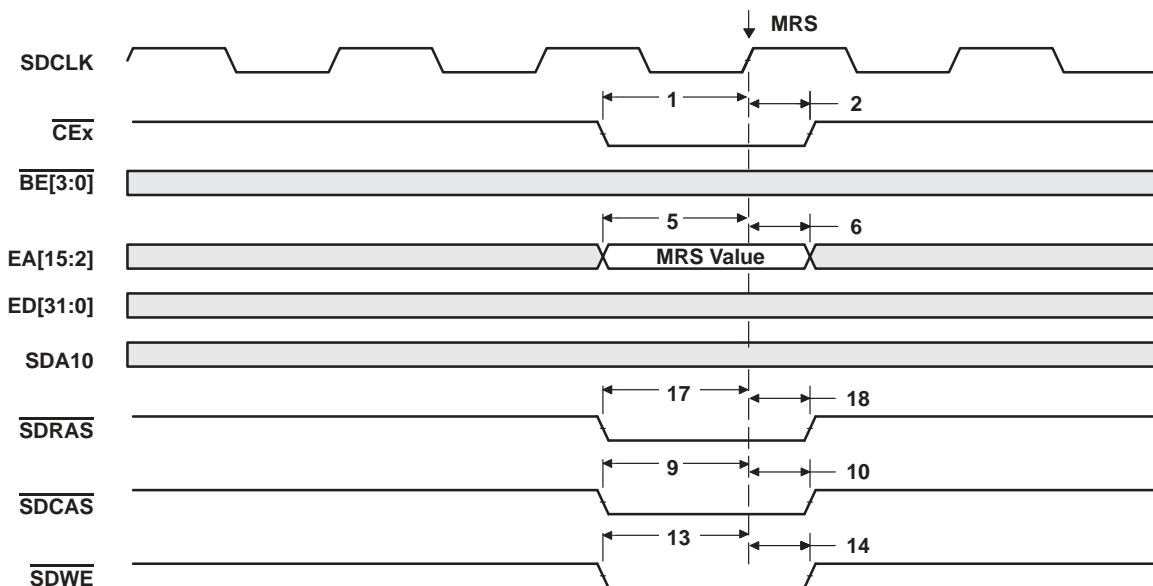 MRS
SDCLK
1 2
CEx
BE[3:0]
5 6
EA[15:2] MRS Value
ED[31:0]
SDA10
17 18
SDRAS
9 10
SDCAS
13 14
SDWE